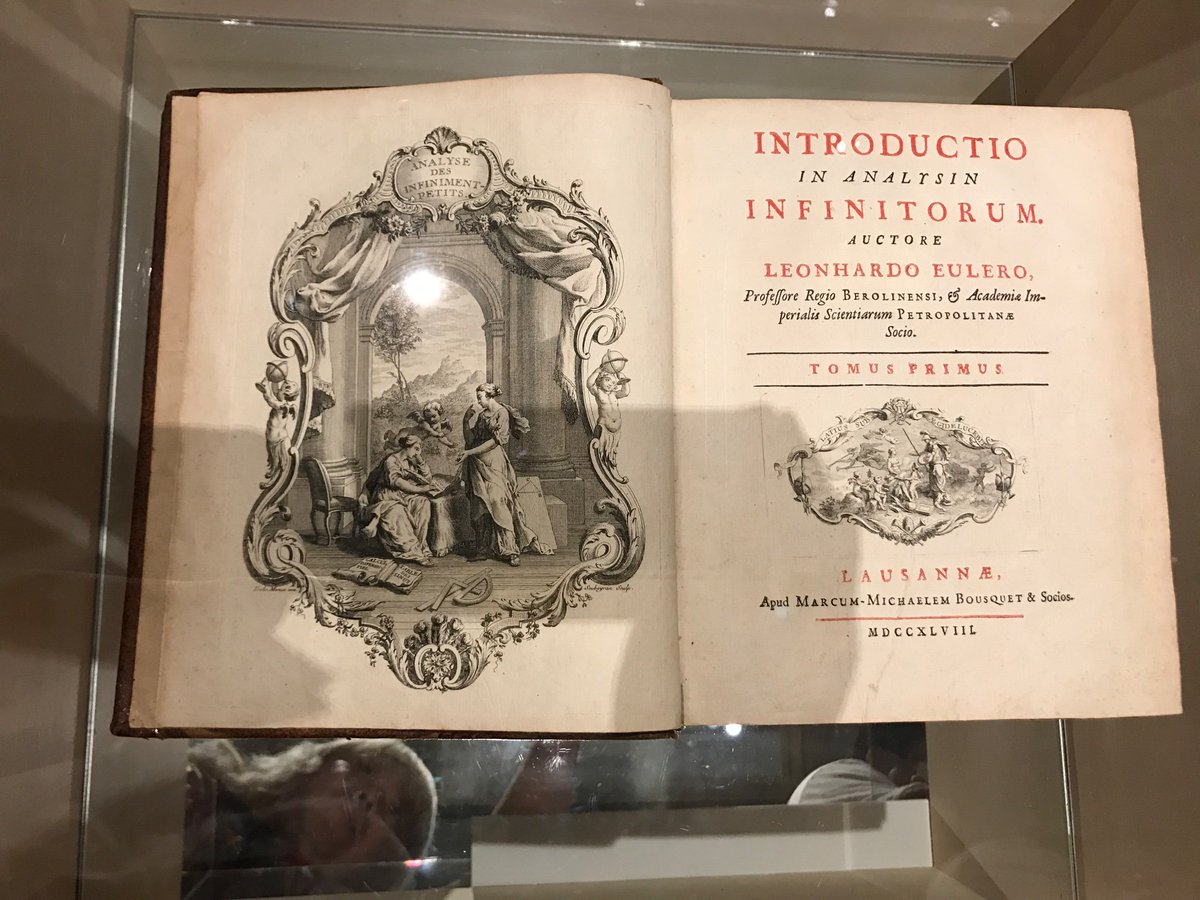 ANALYSE
DES
INFINIMENT-
PETITS.
INTRODUCTIO
IN ANALYSIN
INFINITORUM.
AUCTORE
LEONHARDO EULERO,
Professore Regio BEROLINENSI, & Academiæ Im-
perialis Scientiarum PETROPOLITANÆ
Socio.
TOMUS PRIMUS
LAUSANNÆ,
Apud MARCUM-MICHAELEM BOUSQUET & Socios.
MDCCXLVIII.